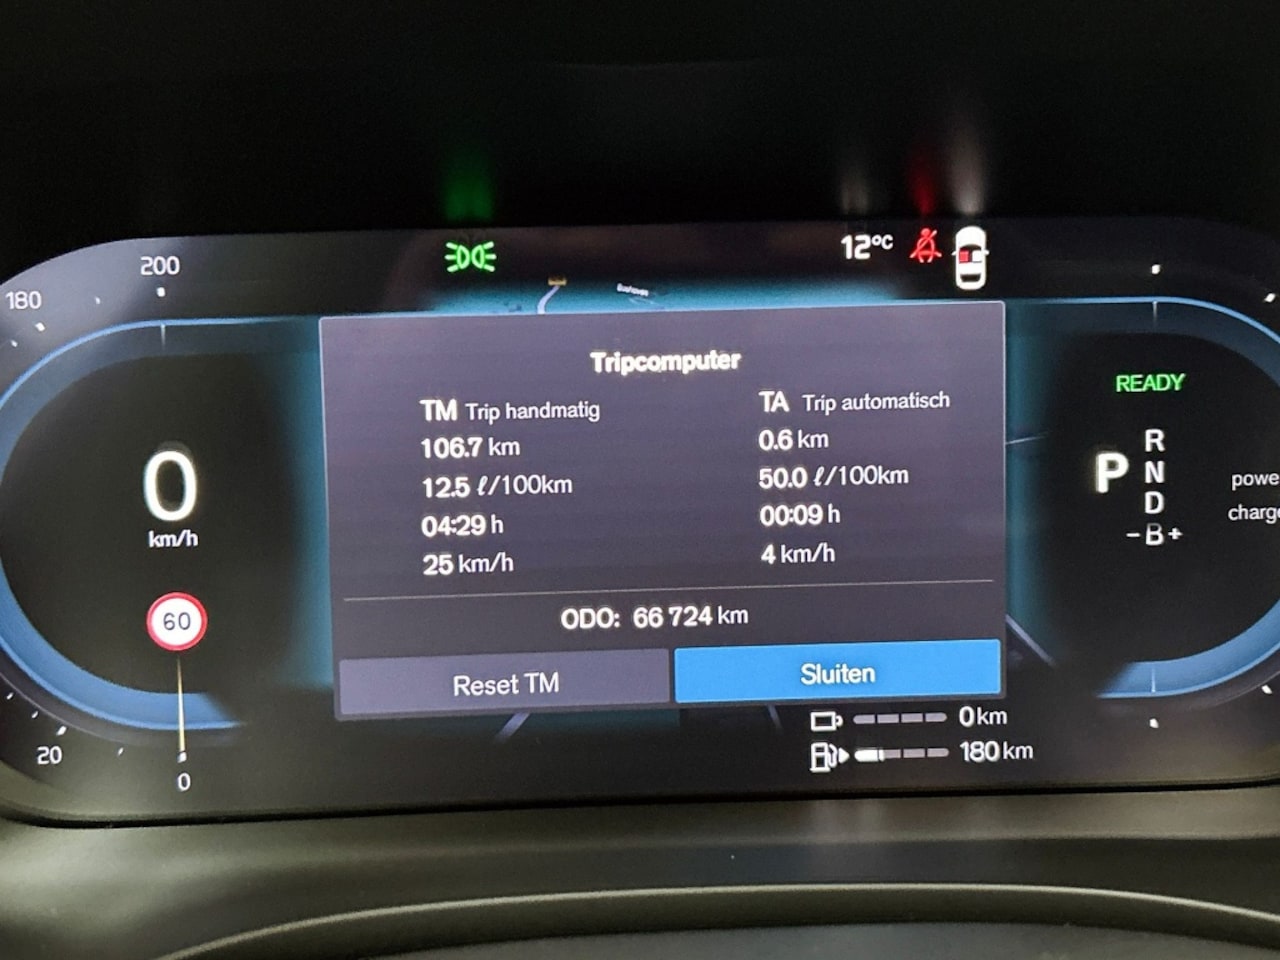 200
180
12°C
Tripcomputer
TM Trip handmatig
106.7 km
12.5 ℓ/100km
04:29 h
25 km/h
TA Trip automatisch
0.6 km
50.0 ℓ/100km
00:09 h
4 km/h
ODO: 66 724 km
Reset TM
Sluiten
0
km/h
60
20
0
READY
P
R
N
D
-B+
powe
charge
0 km
180 km